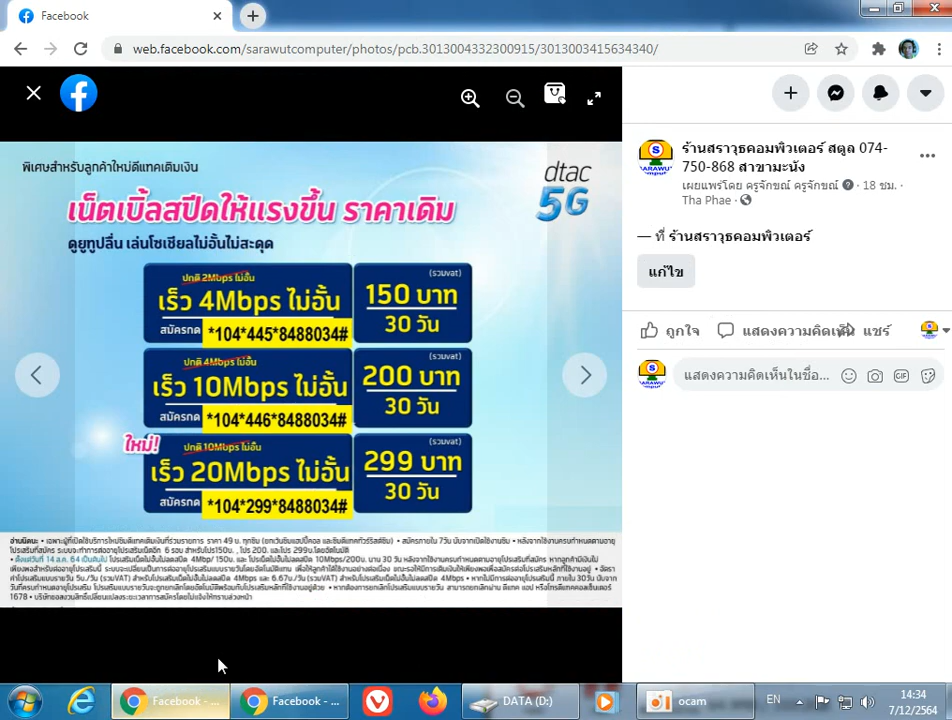 Facebook
web.facebook.com/sarawutcomputer/photos/pcb.3013004332300915/3013003415634340/
พิเศษสำหรับลูกค้าใหม่ดีแทคเติมเงิน
dtac
5G
เน็ตเบิ้ลสปีดให้แรงขึ้น ราคาเดิม
ดูยูทูปลื่น เล่นโซเชียลไม่อั้นไม่สะดุด
ปกติ 2Mbps ไม่อั้น
เร็ว 4Mbps ไม่อั้น
สมัครกด *104*445*8488034#
(รวมvat)
150 บาท
30 วัน
ปกติ 4Mbps ไม่อั้น
เร็ว 10Mbps ไม่อั้น
สมัครกด *104*446*8488034#
(รวมvat)
200 บาท
30 วัน
ใหม่!
ปกติ 10Mbps ไม่อั้น
เร็ว 20Mbps ไม่อั้น
สมัครกด *104*299*8488034#
(รวมvat)
299 บาท
30 วัน
ร้านสราวุธคอมพิวเตอร์ สตูล 074-
750-868 สาขามะนัง
เผยแพร่โดย ครูจักขณ์ ครูจักขณ์ · 18 ชม. ·
Tha Phae ·
— ที่ ร้านสราวุธคอมพิวเตอร์
แก้ไข
ถูกใจ
แสดงความคิดเห็น
แชร์
แสดงความคิดเห็นในชื่อ...
GIF
Facebook - ...
Facebook - ...
DATA (D:)
ocam
EN
14:34
7/12/2564